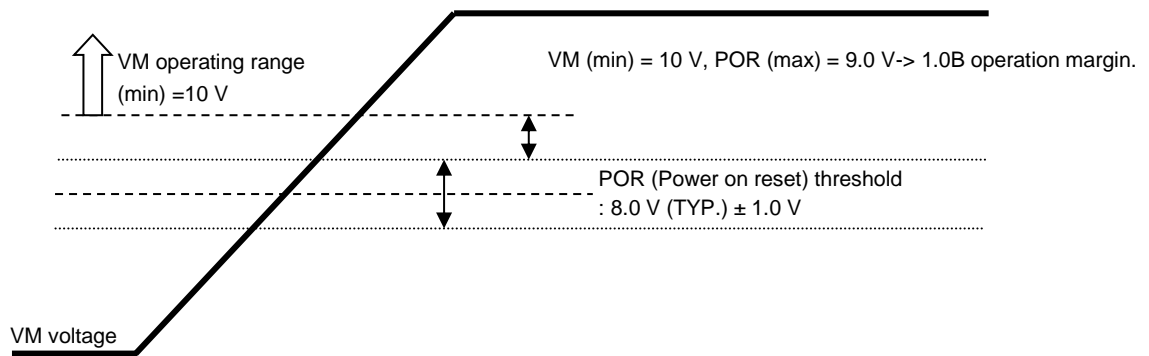 VM operating range
(min) =10 V
VM (min) = 10 V, POR (max) = 9.0 V-> 1.0B operation margin.
POR (Power on reset) threshold
: 8.0 V (TYP.) ± 1.0 V
VM voltage